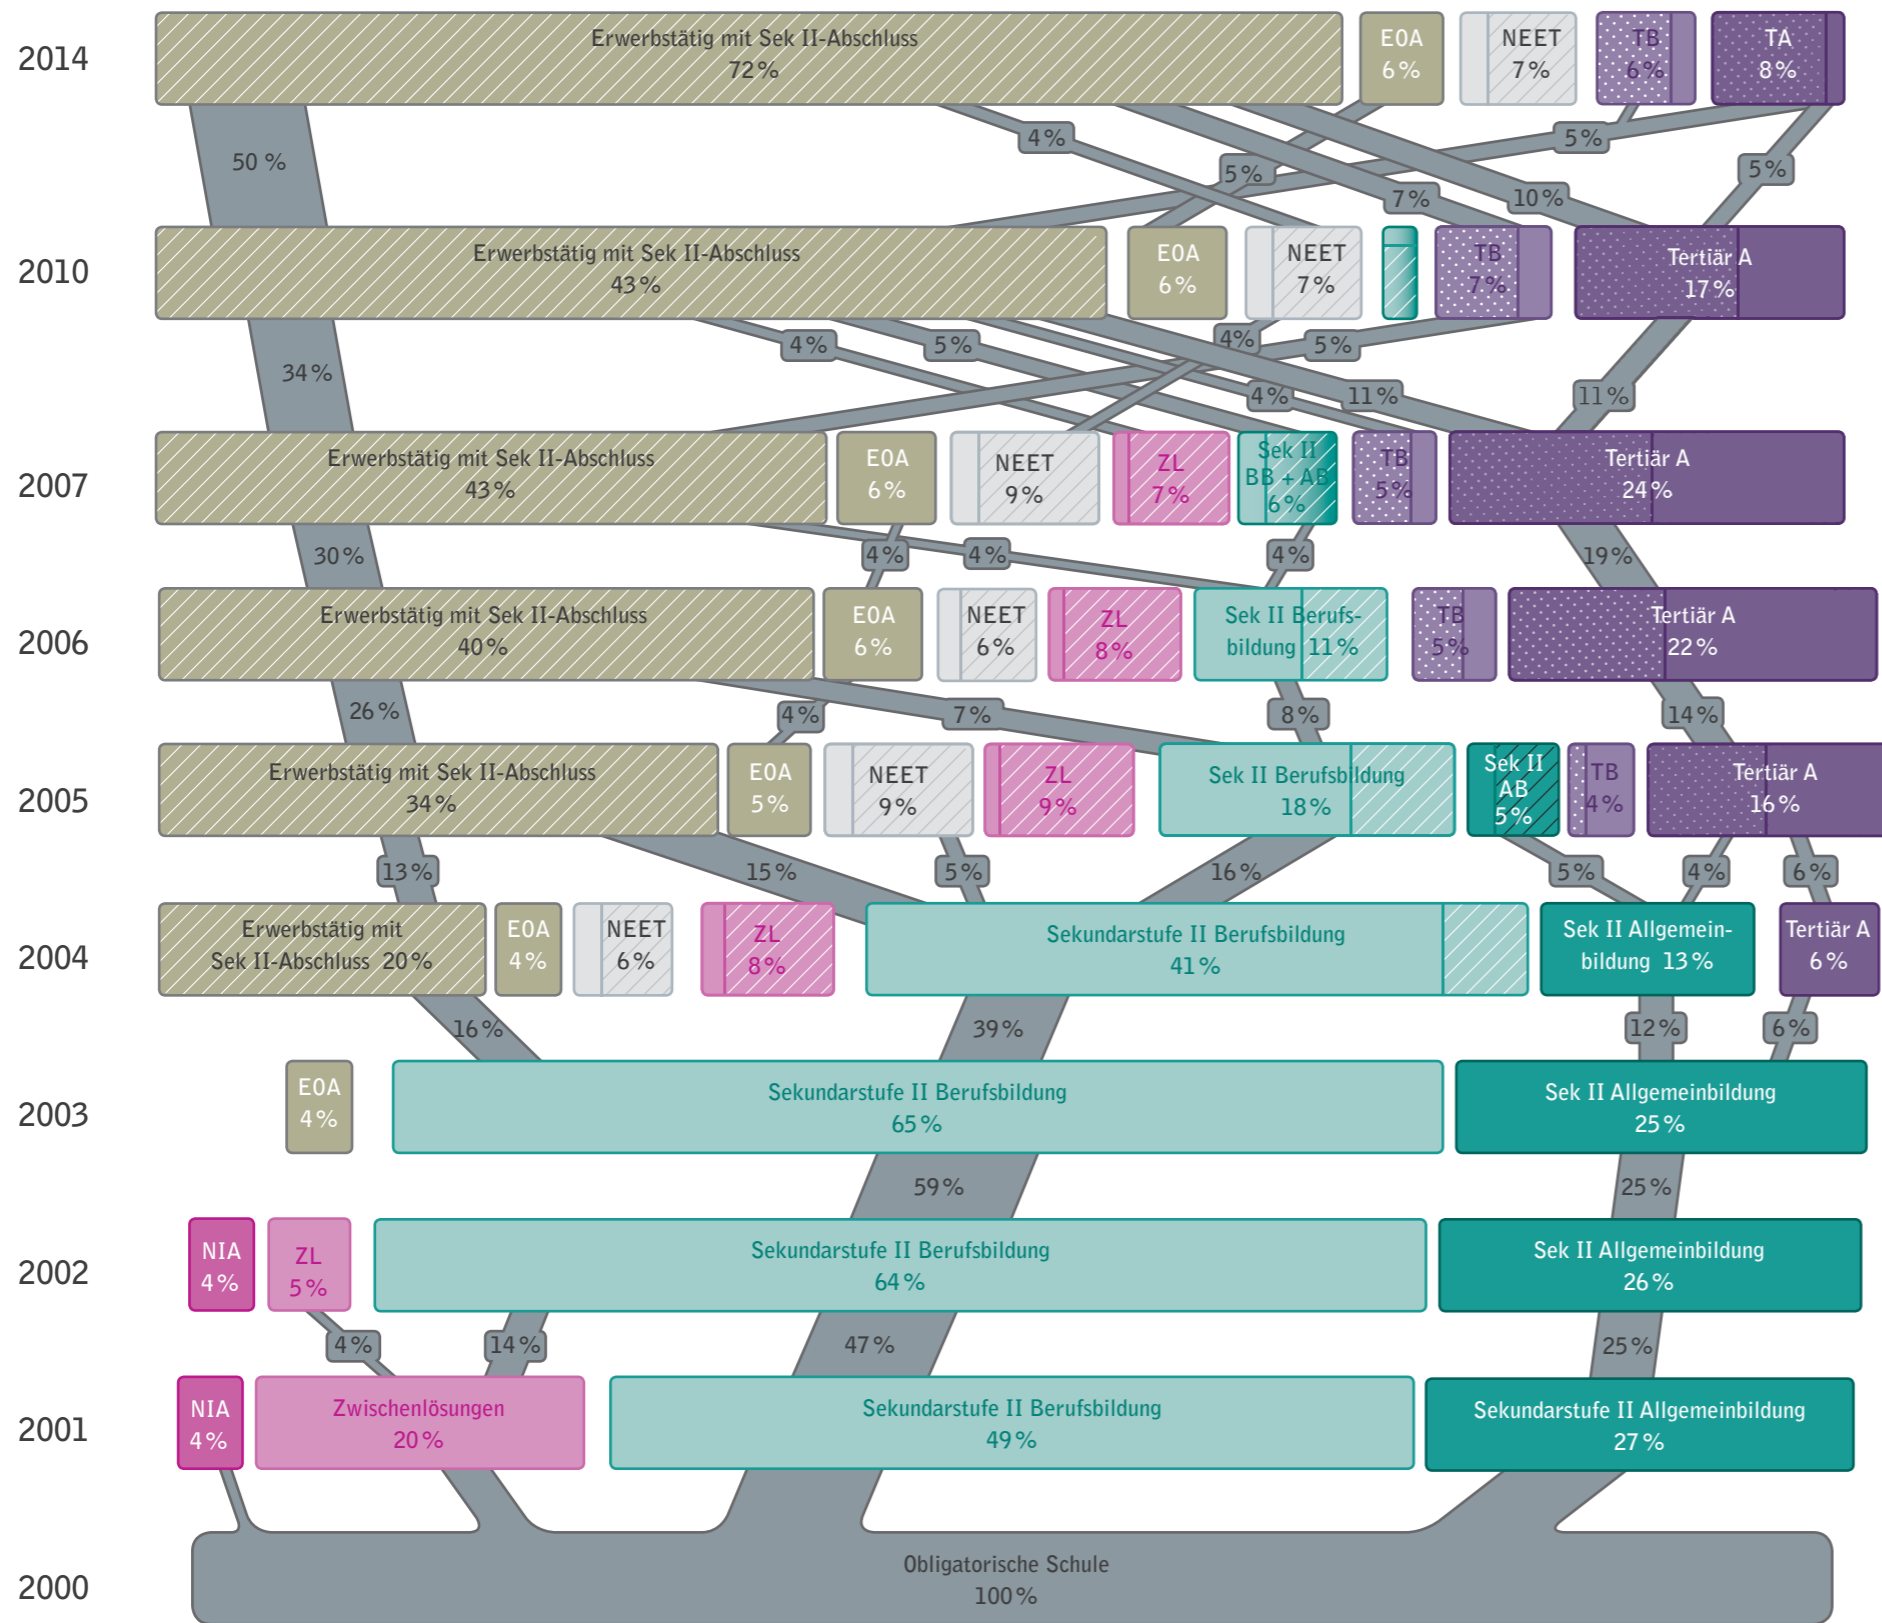 2014
Erwerbstätig mit Sek II-Abschluss
72%
EOA
6%
NEET
7%
TB
6%
TA
8%
50 %
4%
5%
5%
7%
10%
5%
2010
Erwerbstätig mit Sek II-Abschluss
43%
EOA
6%
NEET
7%
TB
7%
Tertiär A
17%
34%
4%
5%
4%
5%
4%
11%
11%
2007
Erwerbstätig mit Sek II-Abschluss
43%
EOA
6%
NEET
9%
ZL
7%
Sek II
BB + AB
6%
TB
5%
Tertiär A
24%
30%
4%
4%
4%
19%
2006
Erwerbstätig mit Sek II-Abschluss
40%
EOA
6%
NEET
6%
ZL
8%
Sek II Berufs-
bildung 11%
TB
5%
Tertiär A
22%
26%
4%
7%
8%
14%
2005
Erwerbstätig mit Sek II-Abschluss
34%
EOA
5%
NEET
9%
ZL
9%
Sek II Berufsbildung
18%
Sek II
AB
5%
TB
4%
Tertiär A
16%
13%
15%
5%
16%
5%
4%
6%
2004
Erwerbstätig mit
Sek II-Abschluss 20%
EOA
4%
NEET
6%
ZL
8%
Sekundarstufe II Berufsbildung
41%
Sek II Allgemein-
bildung 13%
Tertiär A
6%
16%
39%
12%
6%
2003
EOA
4%
Sekundarstufe II Berufsbildung
65%
Sek II Allgemeinbildung
25%
59%
25%
2002
NIA
4%
ZL
5%
Sekundarstufe II Berufsbildung
64%
Sek II Allgemeinbildung
26%
4%
14%
47%
25%
2001
NIA
4%
Zwischenlösungen
20%
Sekundarstufe II Berufsbildung
49%
Sekundarstufe II Allgemeinbildung
27%
2000
Obligatorische Schule
100%